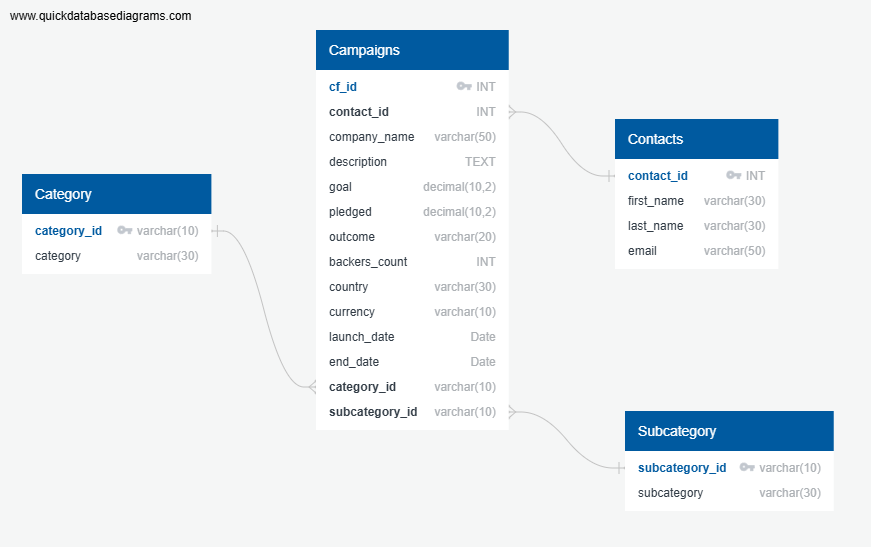 www.quickdatabasediagrams.com
Campaigns
cf_id INT
contact_id INT
company_name varchar(50)
description TEXT
goal decimal(10,2)
pledged decimal(10,2)
outcome varchar(20)
backers_count INT
country varchar(30)
currency varchar(10)
launch_date Date
end_date Date
category_id varchar(10)
subcategory_id varchar(10)
Contacts
contact_id INT
first_name varchar(30)
last_name varchar(30)
email varchar(50)
Category
category_id varchar(10)
category varchar(30)
Subcategory
subcategory_id varchar(10)
subcategory varchar(30)